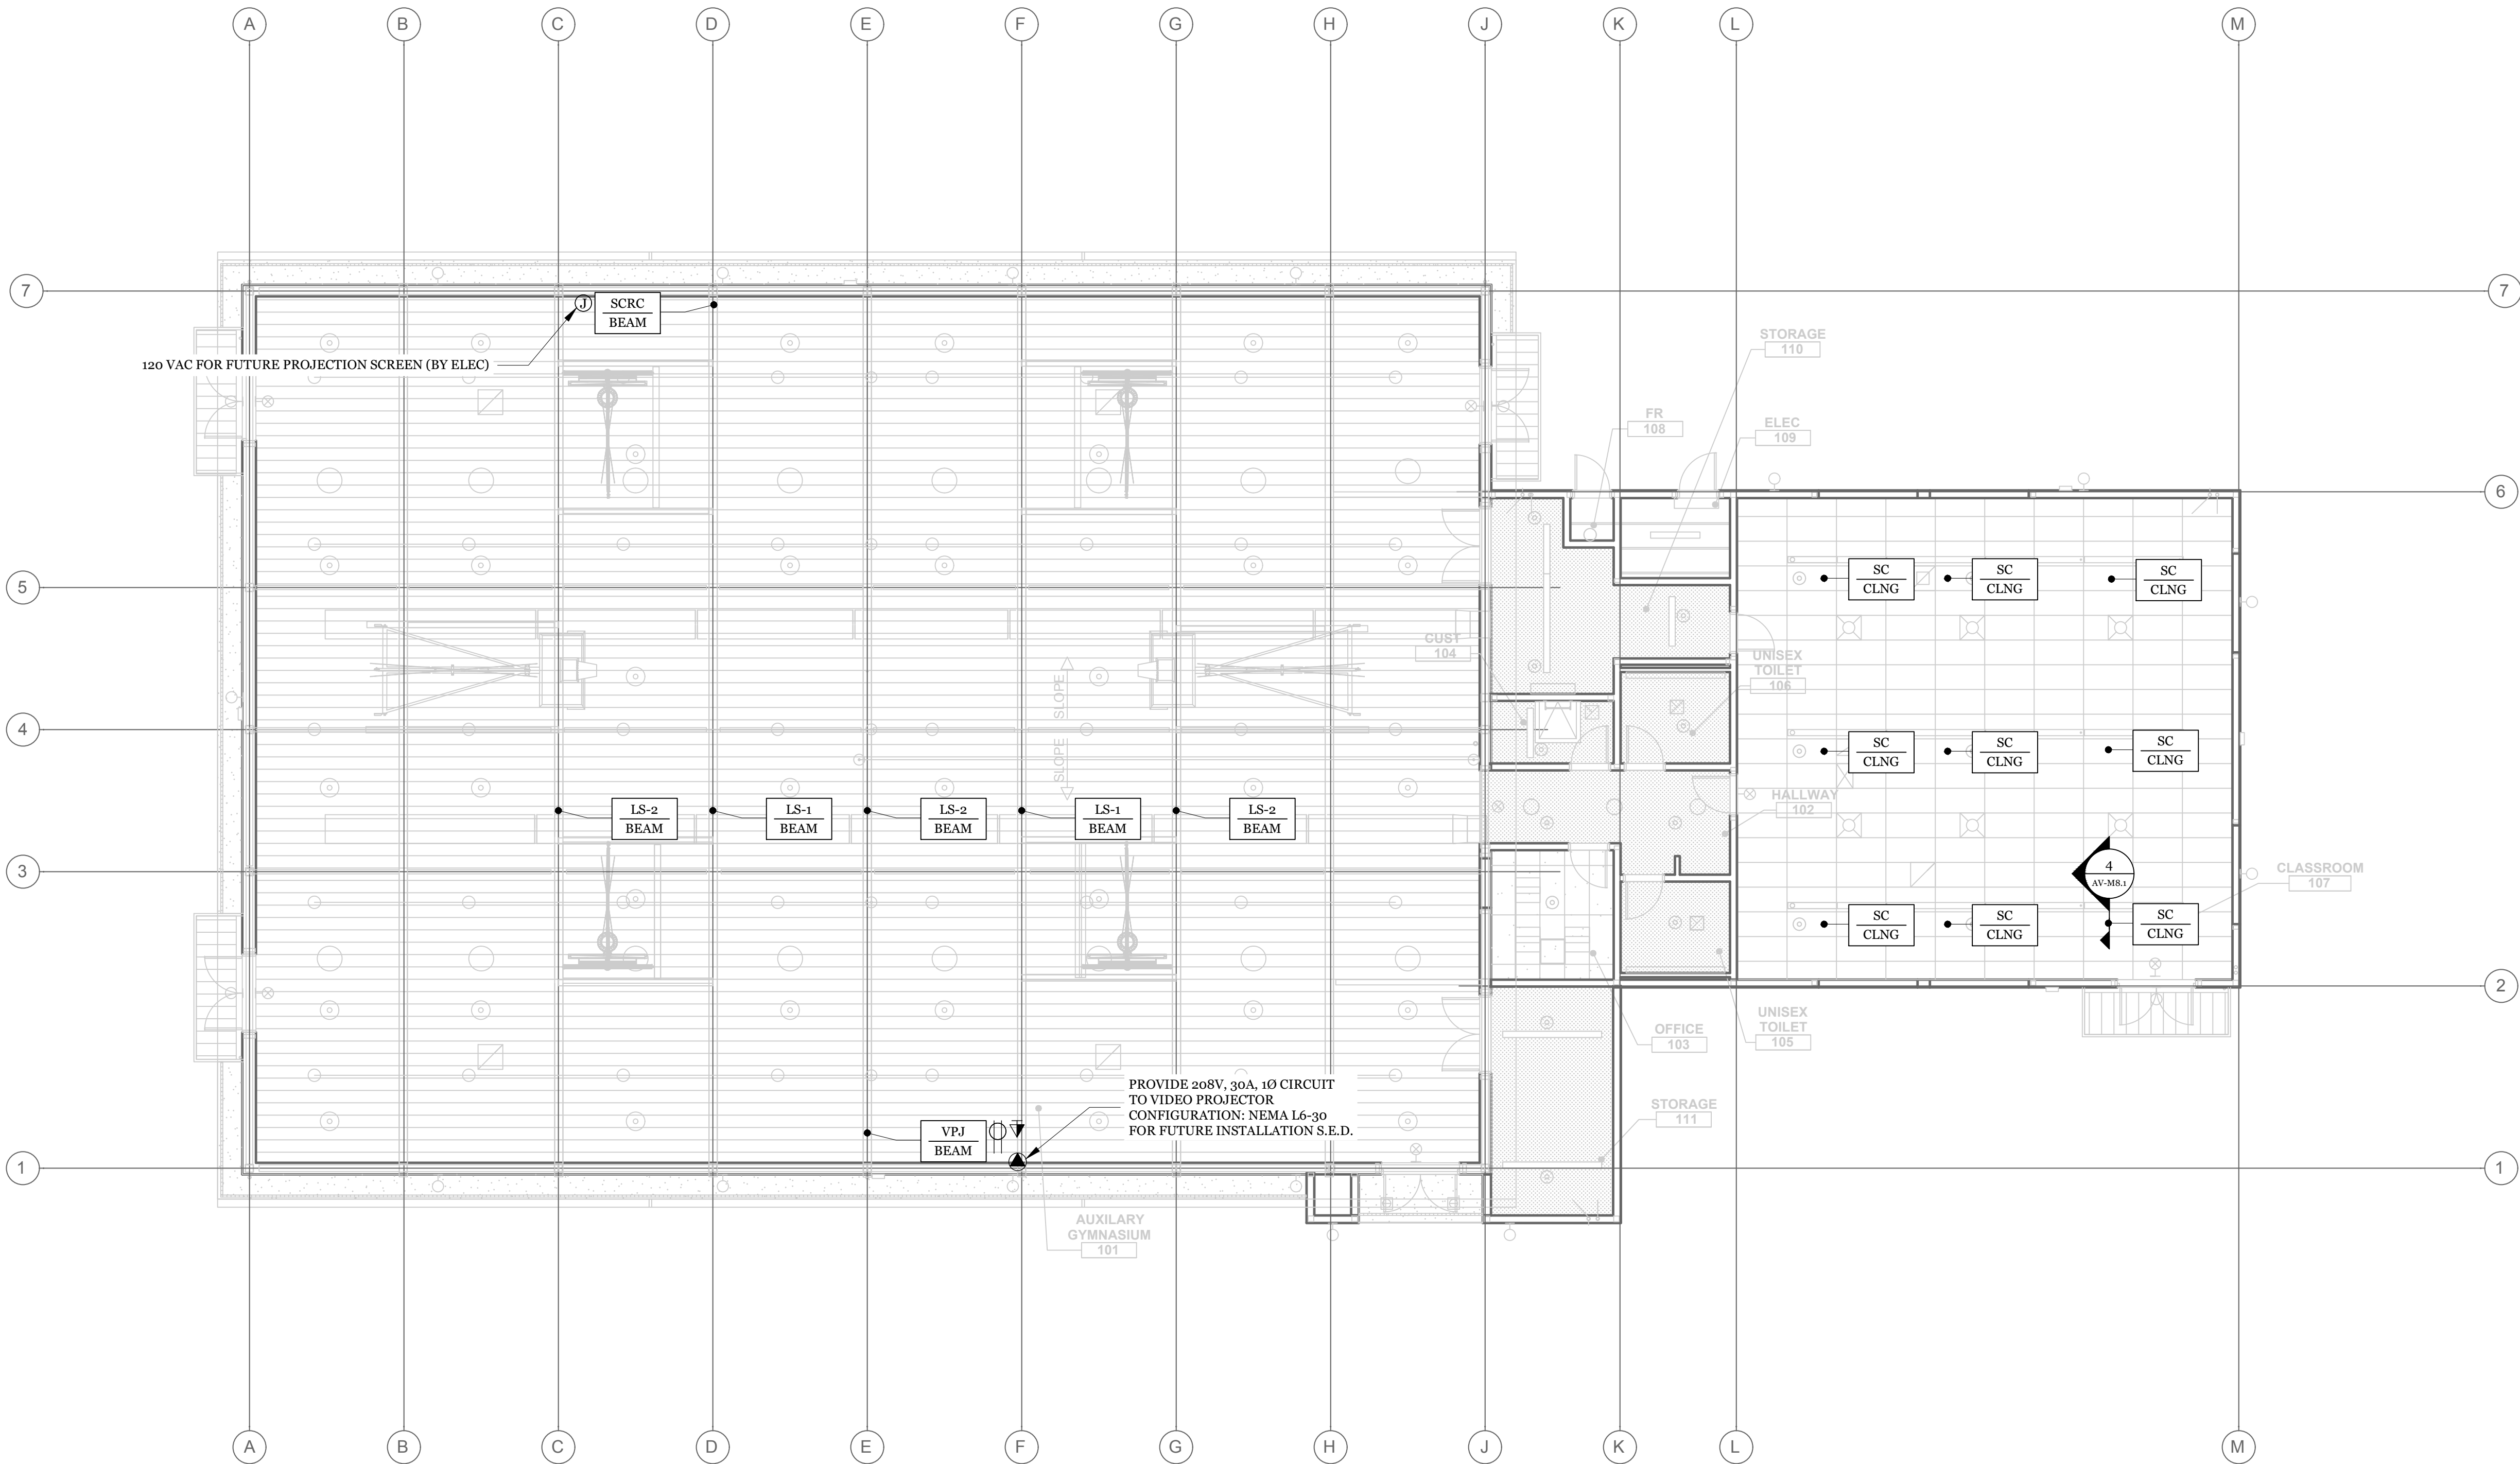 A B C D E F G H J K L M
7 7
SCRC
BEAM
J
120 VAC FOR FUTURE PROJECTION SCREEN (BY ELEC)
STORAGE
110
FR
108
ELEC
109
6
5
SC
CLNG
SC
CLNG
SC
CLNG
CUST
104
UNISEX
TOILET
106
SLOPE
SLOPE
4
SC
CLNG
SC
CLNG
SC
CLNG
HALLWAY
102
LS-2
BEAM
LS-1
BEAM
LS-2
BEAM
LS-1
BEAM
LS-2
BEAM
3
4
AV-M8.1
CLASSROOM
107
SC
CLNG
SC
CLNG
SC
CLNG
2
OFFICE
103
UNISEX
TOILET
105
PROVIDE 208V, 30A, 1Ø CIRCUIT
TO VIDEO PROJECTOR
CONFIGURATION: NEMA L6-30
FOR FUTURE INSTALLATION S.E.D.
STORAGE
111
VPJ
BEAM
1 1
AUXILARY
GYMNASIUM
101
A B C D E F G H J K L M